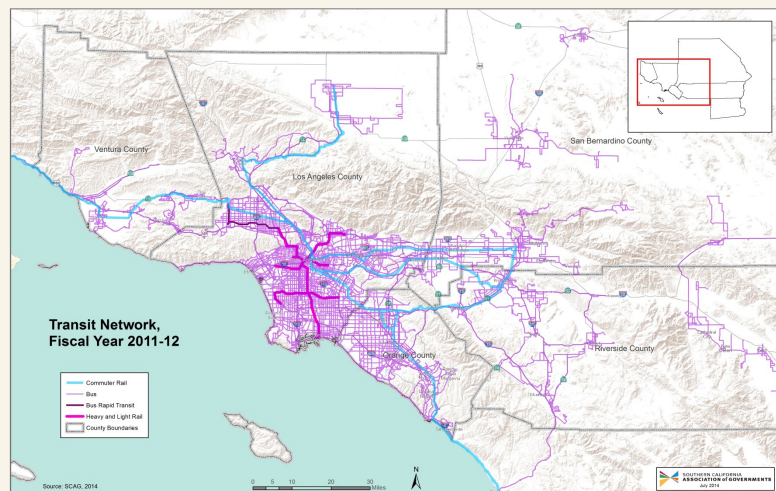 San Bernardino County
Ventura County
Los Angeles County
Transit Network,
Fiscal Year 2011-12
Orange County
Riverside County
Commuter Rail
Bus
Bus Rapid Transit
Heavy and Light Rail
County Boundaries
Source: SCAG, 2014
0 5 10 20 30
Miles
N
SOUTHERN CALIFORNIA
ASSOCIATION of GOVERNMENTS
July 2014